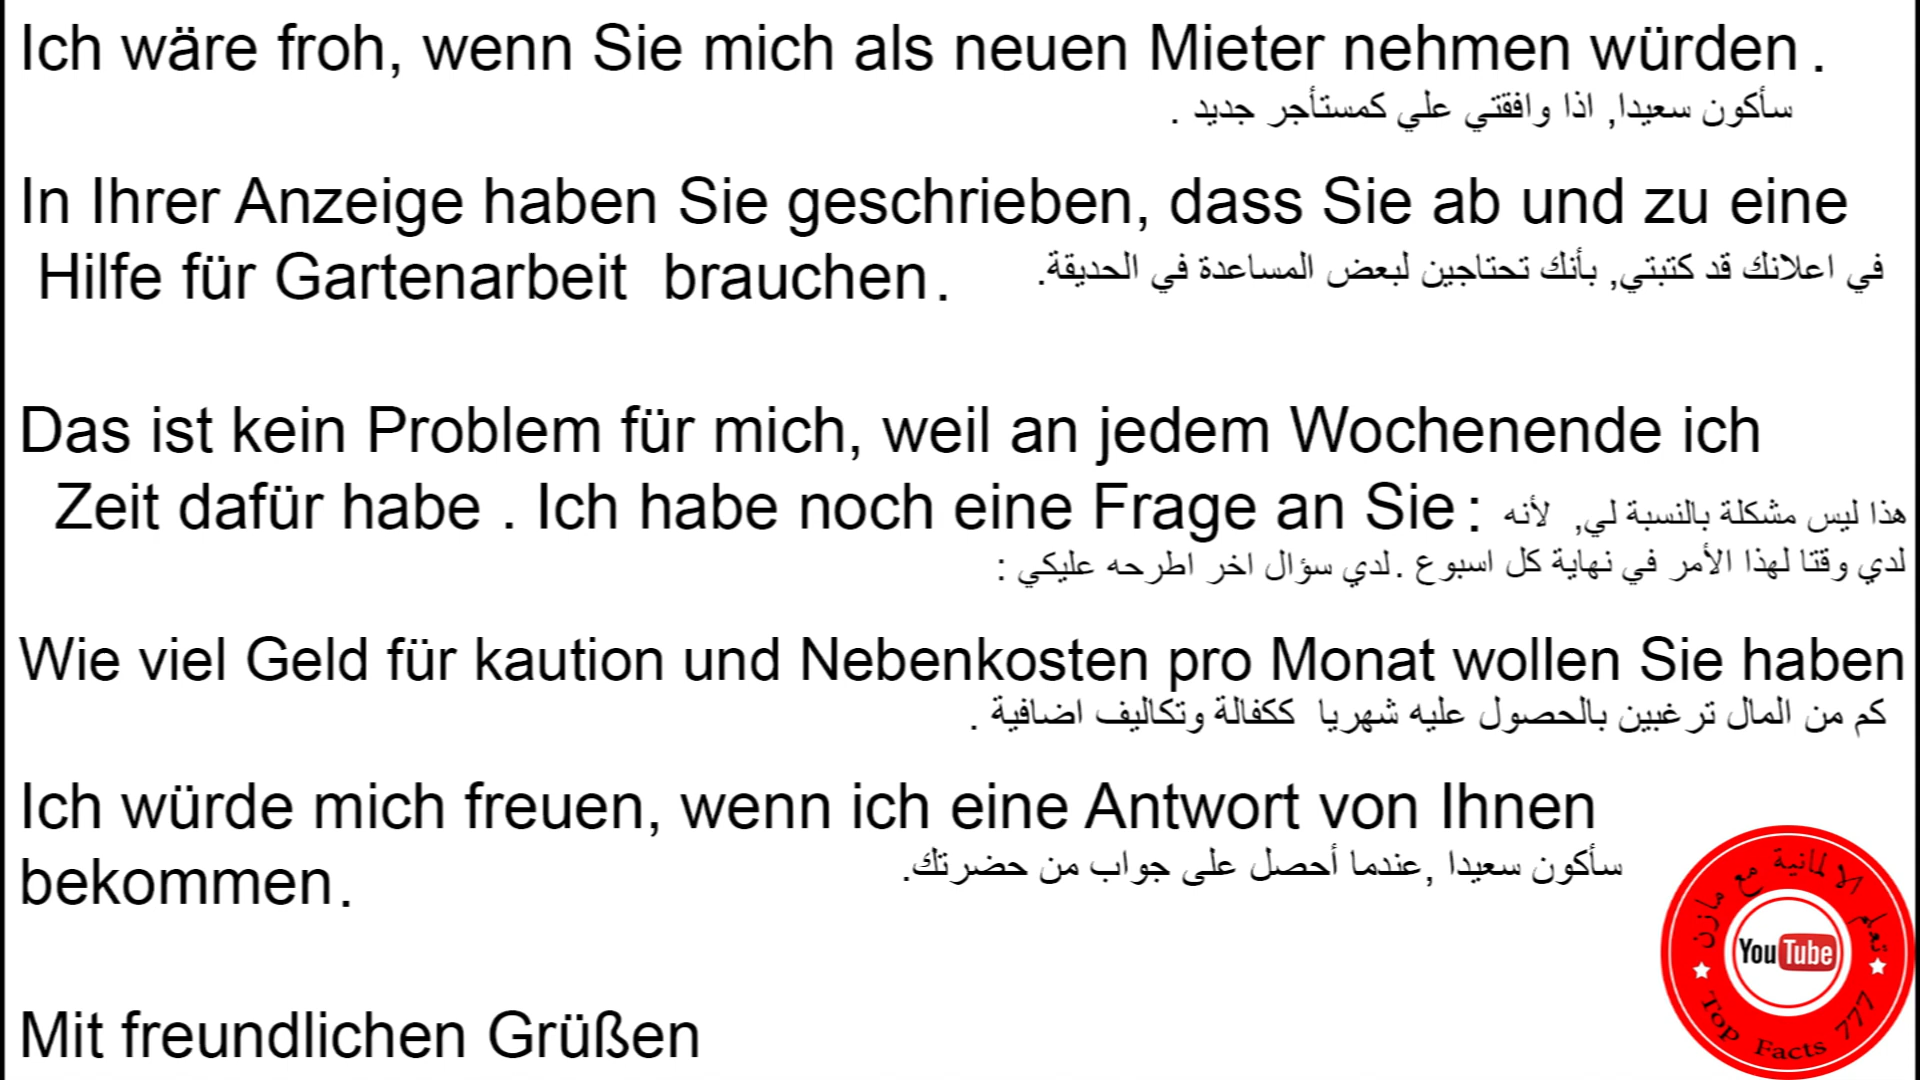 Ich wäre froh, wenn Sie mich als neuen Mieter nehmen würden .
سأكون سعيدا, اذا وافقتي علي كمستأجر جديد .
In Ihrer Anzeige haben Sie geschrieben, dass Sie ab und zu eine
Hilfe für Gartenarbeit brauchen .
في اعلانك قد كتبتي, بأنك تحتاجين لبعض المساعدة في الحديقة.
Das ist kein Problem für mich, weil an jedem Wochenende ich
Zeit dafür habe . Ich habe noch eine Frage an Sie :
هذا ليس مشكلة بالنسبة لي, لأنه
لدي وقتا لهذا الأمر في نهاية كل اسبوع . لدي سؤال اخر اطرحه عليكي :
Wie viel Geld für kaution und Nebenkosten pro Monat wollen Sie haben
كم من المال ترغبين بالحصول عليه شهريا ككفالة وتكاليف اضافية .
Ich würde mich freuen, wenn ich eine Antwort von Ihnen
bekommen .
سأكون سعيدا ,عندما أحصل على جواب من حضرتك.
Mit freundlichen Grüßen
تعلم الالمانية مع مازن
YouTube
Top Facts 777